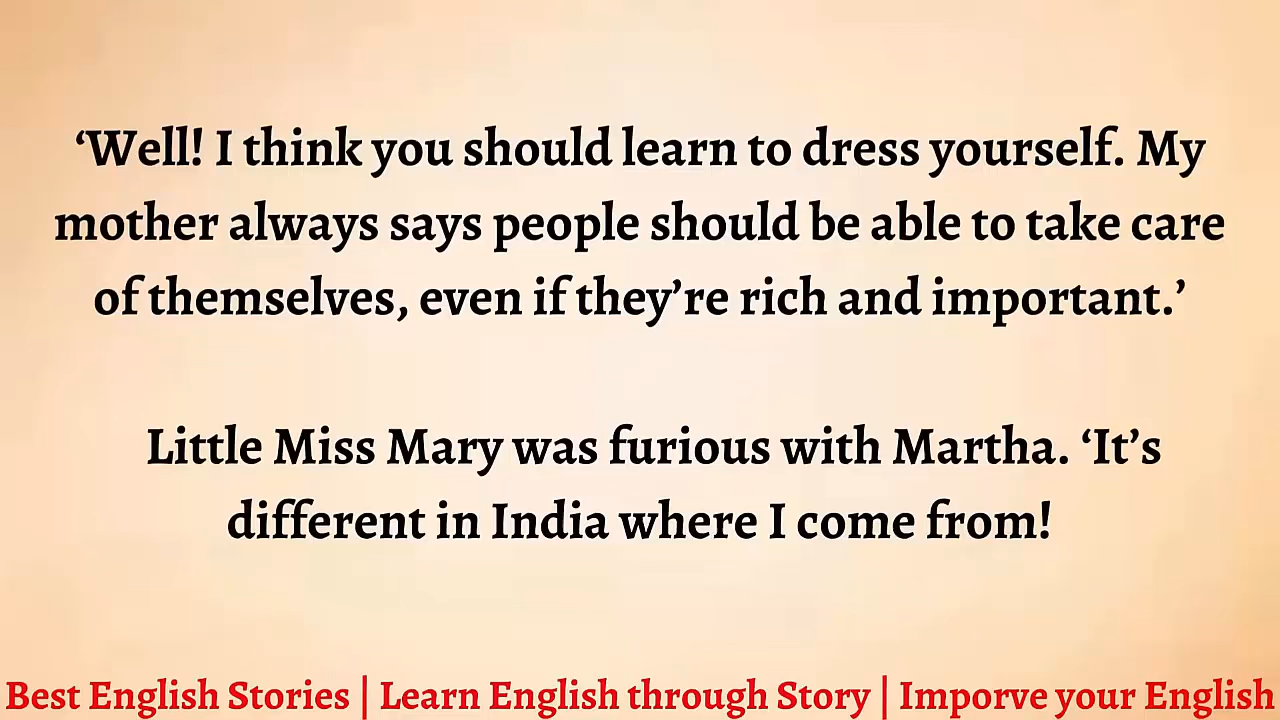 ‘Well! I think you should learn to dress yourself. My
mother always says people should be able to take care
of themselves, even if they’re rich and important.’
Little Miss Mary was furious with Martha. ‘It’s
different in India where I come from!
Best English Stories | Learn English through Story | Imporve your English